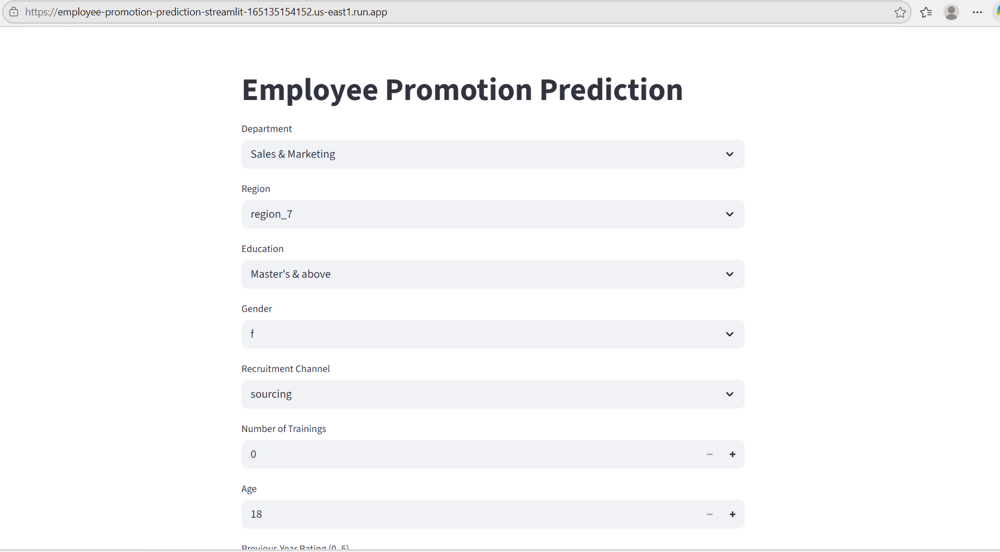 https://employee-promotion-prediction-streamlit-165135154152.us-east1.run.app
Employee Promotion Prediction
Department
Sales & Marketing
Region
region_7
Education
Master's & above
Gender
f
Recruitment Channel
sourcing
Number of Trainings
0
Age
18
Previous Year Rating (0-5)